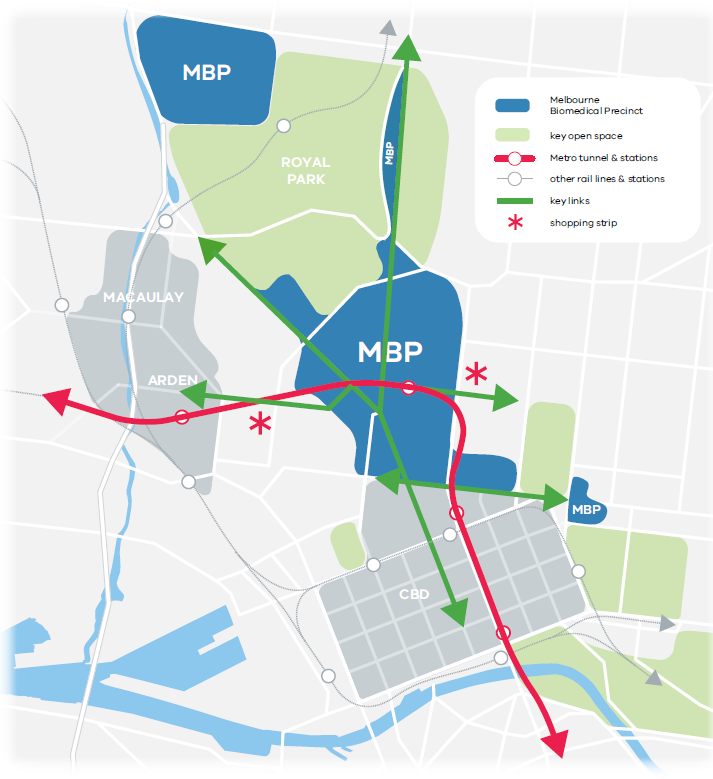 MBP
MBP
ROYAL
PARK
MACAULAY
ARDEN
MBP
MBP
CBD
Melbourne
Biomedical Precinct
key open space
Metro tunnel & stations
other rail lines & stations
key links
shopping strip